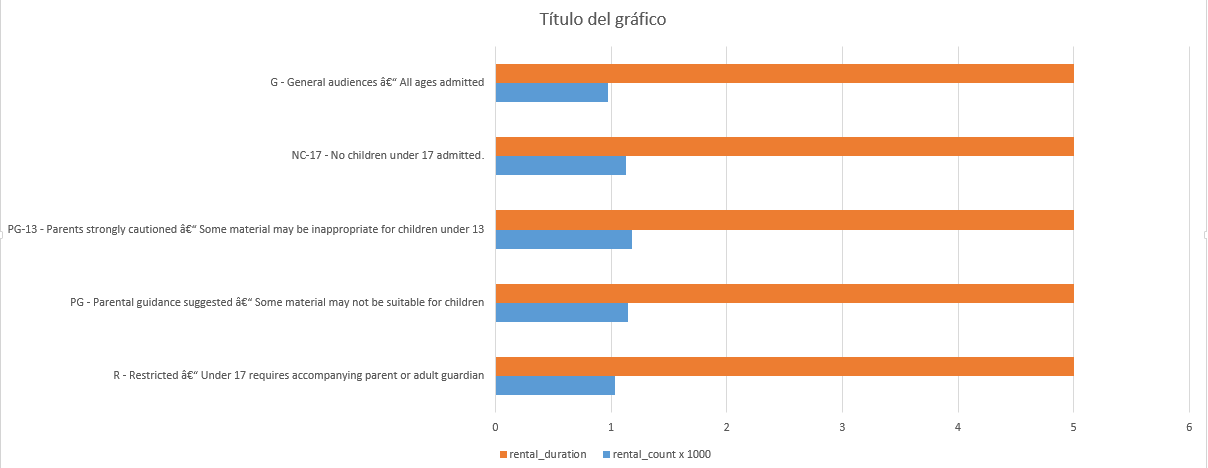 Título del gráfico
G - General audiences â€“ All ages admitted
NC-17 - No children under 17 admitted.
PG-13 - Parents strongly cautioned â€“ Some material may be inappropriate for children under 13
PG - Parental guidance suggested â€“ Some material may not be suitable for children
R - Restricted â€“ Under 17 requires accompanying parent or adult guardian
0 1 2 3 4 5 6
rental_duration rental_count x 1000